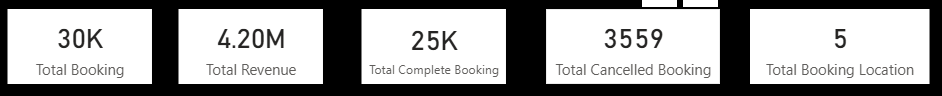 30K
Total Booking
4.20M
Total Revenue
25K
Total Complete Booking
3559
Total Cancelled Booking
5
Total Booking Location